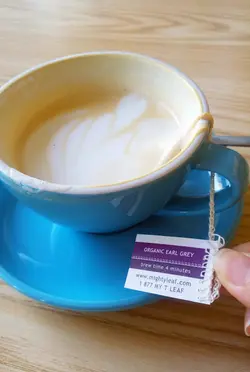 ORGANIC EARL GREY
brew time 4 minutes
www.mightyleaf.com
1 877 MY T LEAF